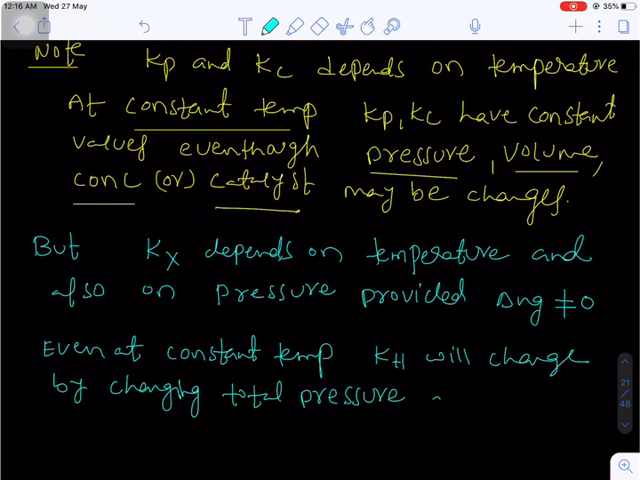 12:16 AM Wed 27 May
35%
Note Kp and Kc depends on temperature
At constant temp Kp, Kc have constant
values eventhough pressure, volume,
conc (or) catalyst may be changes.
But Kx depends on temperature and
also on pressure provided Δng ≠ 0
Even at constant temp KH will change
by changing total pressure
21
48